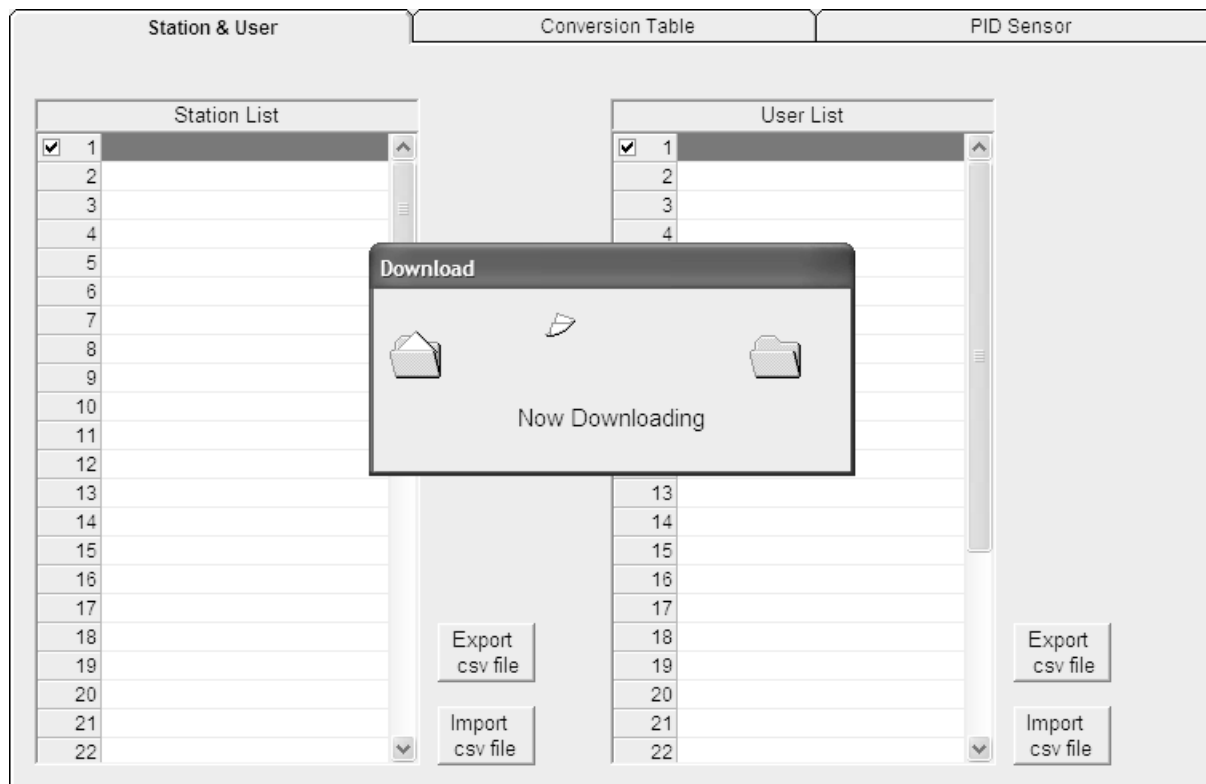 Station & User
Conversion Table
PID Sensor
Station List
1
2
3
4
5
6
7
8
9
10
11
12
13
14
15
16
17
18
19
20
21
22
Export
csv file
Import
csv file
User List
1
2
3
4
13
14
15
16
17
18
19
20
21
22
Export
csv file
Import
csv file
Download
Now Downloading